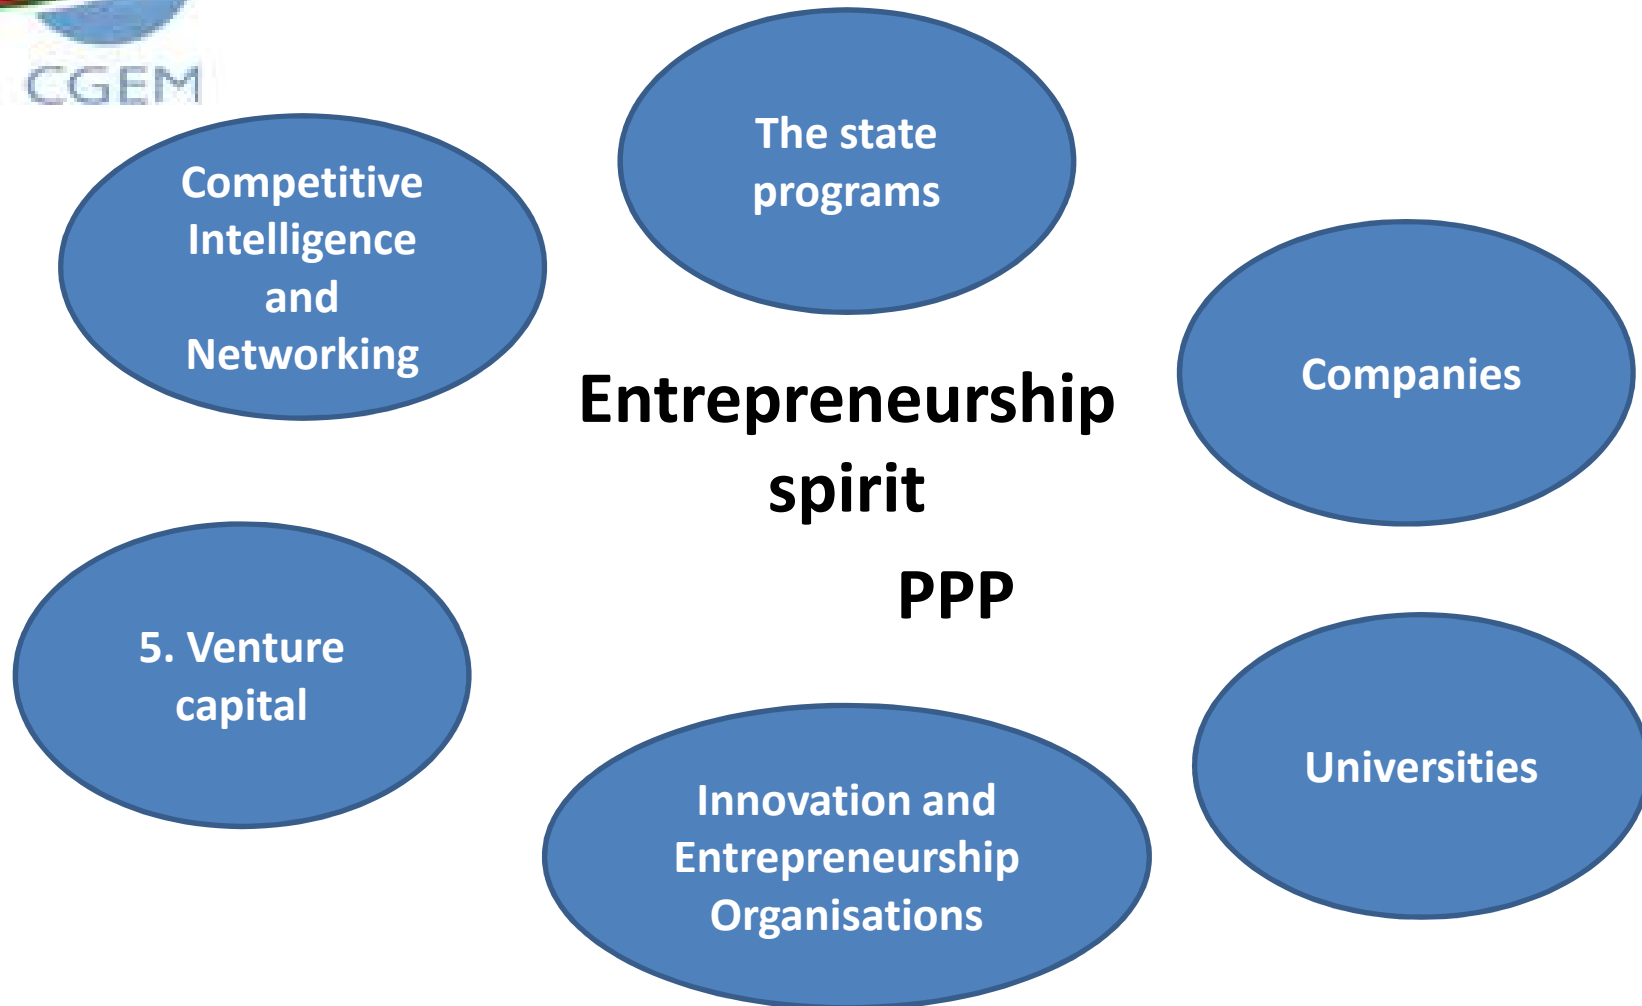 CGEM
The state
programs
Competitive
Intelligence
and
Networking
Companies
Entrepreneurship
spirit
PPP
5. Venture
capital
Universities
Innovation and
Entrepreneurship
Organisations